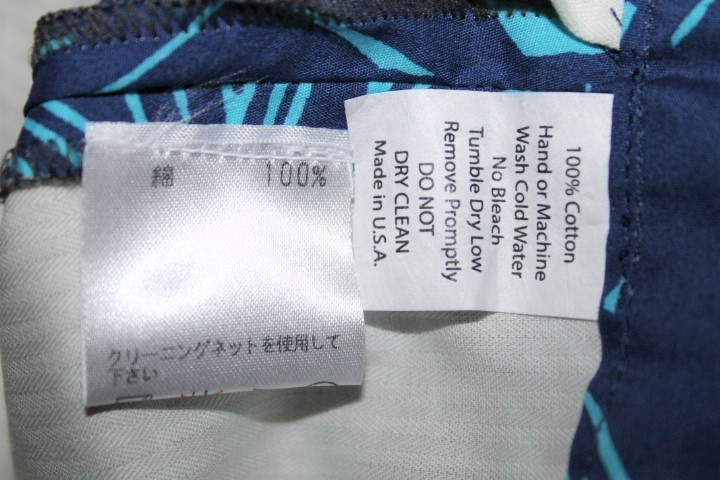 綿 100%
クリーニングネットを使用して
下さい
100% Cotton
Hand or Machine
Wash Cold Water
No Bleach
Tumble Dry Low
Remove Promptly
DO NOT
DRY CLEAN
Made in U.S.A.